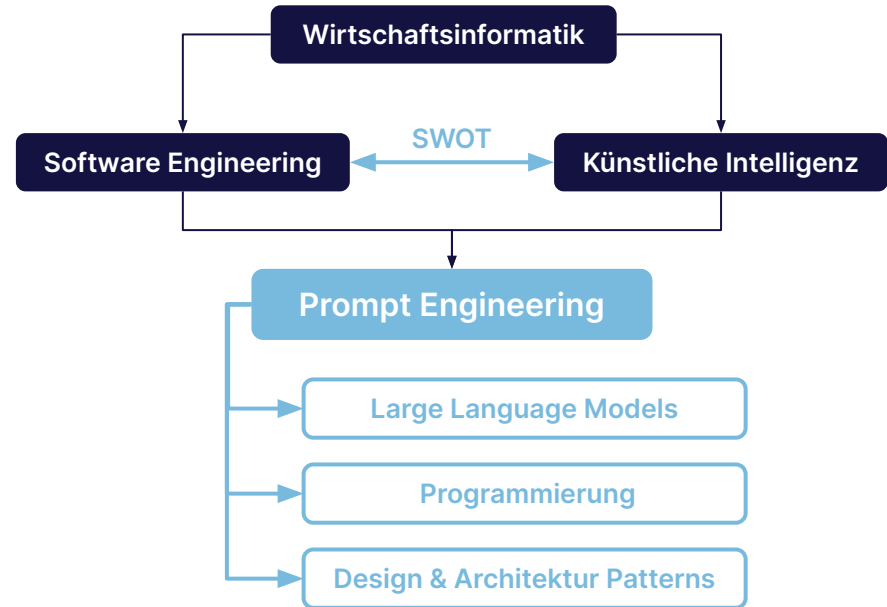 Wirtschaftsinformatik
SWOT
Software Engineering
Künstliche Intelligenz
Prompt Engineering
Large Language Models
Programmierung
Design & Architektur Patterns